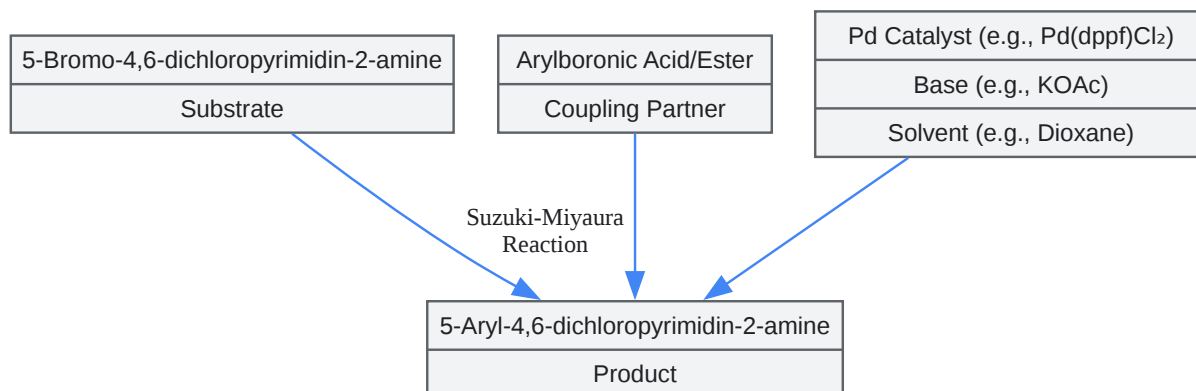 5-Bromo-4,6-dichloropyrimidin-2-amine
Substrate
Arylboronic Acid/Ester
Coupling Partner
Pd Catalyst (e.g., Pd(dppf)Cl₂)
Base (e.g., KOAc)
Solvent (e.g., Dioxane)
Suzuki-Miyaura
Reaction
5-Aryl-4,6-dichloropyrimidin-2-amine
Product